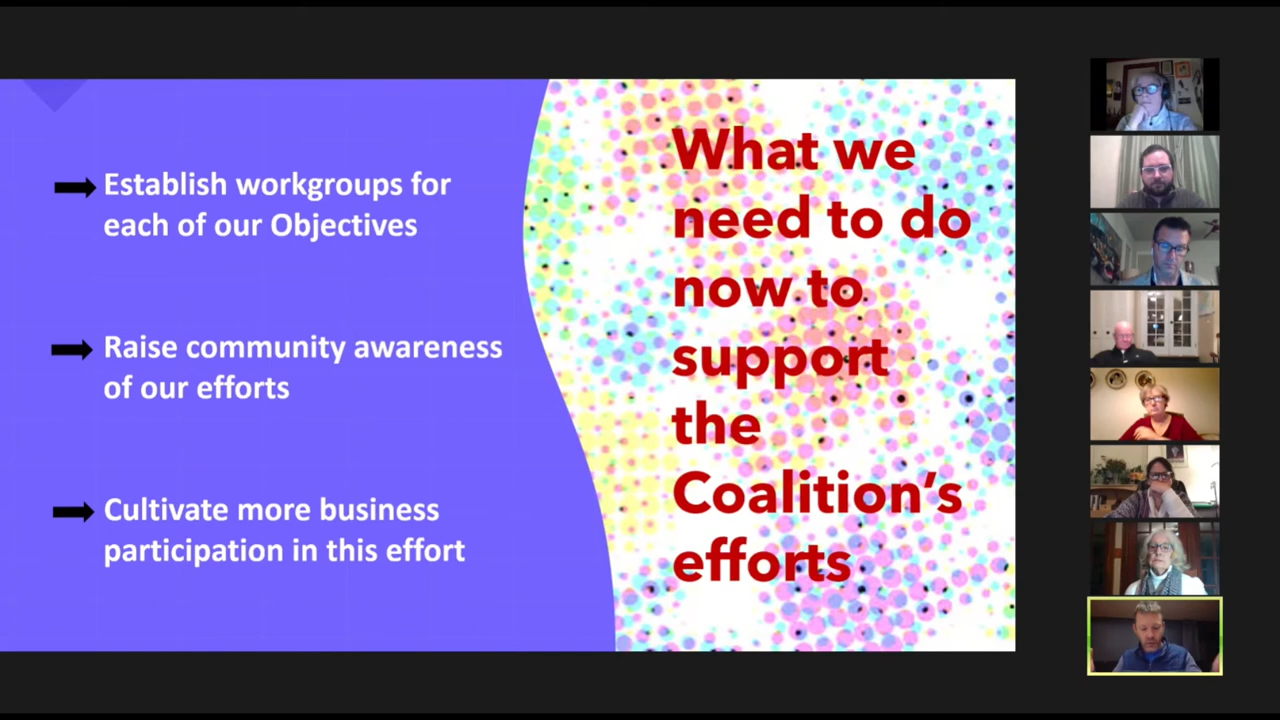 Establish workgroups for
each of our Objectives
Raise community awareness
of our efforts
Cultivate more business
participation in this effort
What we
need to do
now to
support
the
Coalition's
efforts